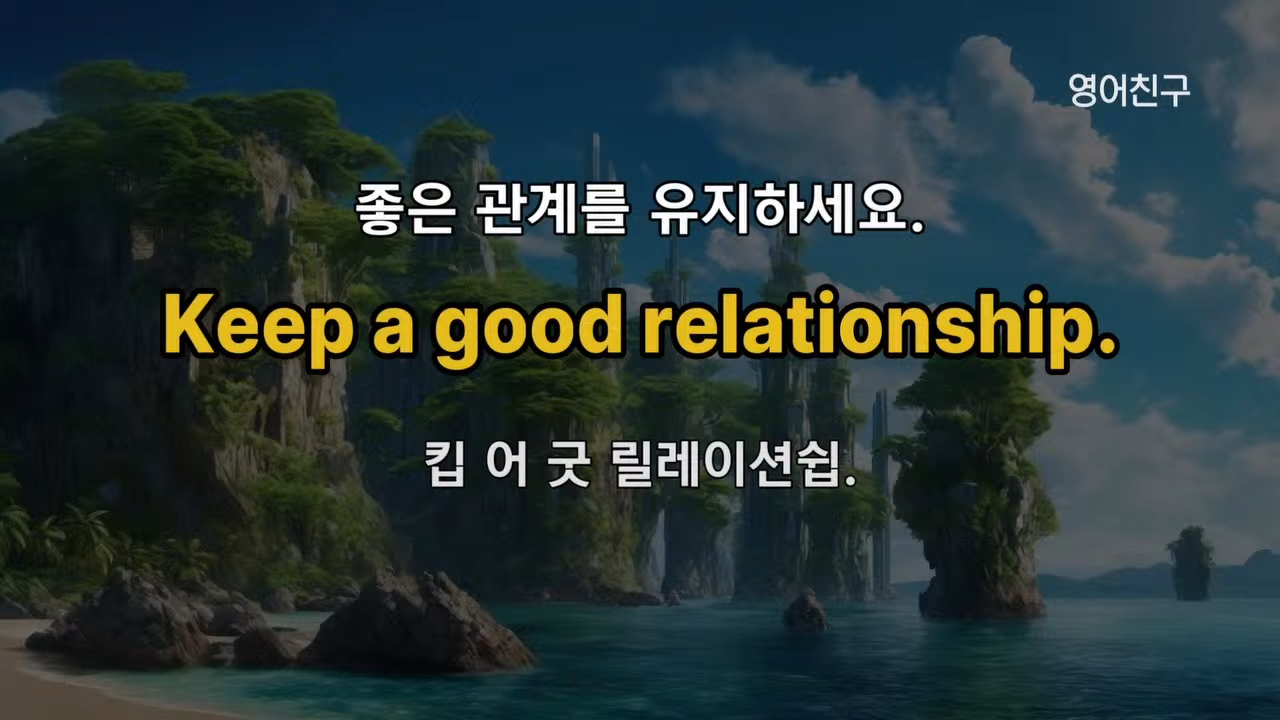 영어친구
좋은 관계를 유지하세요.
Keep a good relationship.
킵 어 굿 릴레이션쉽.